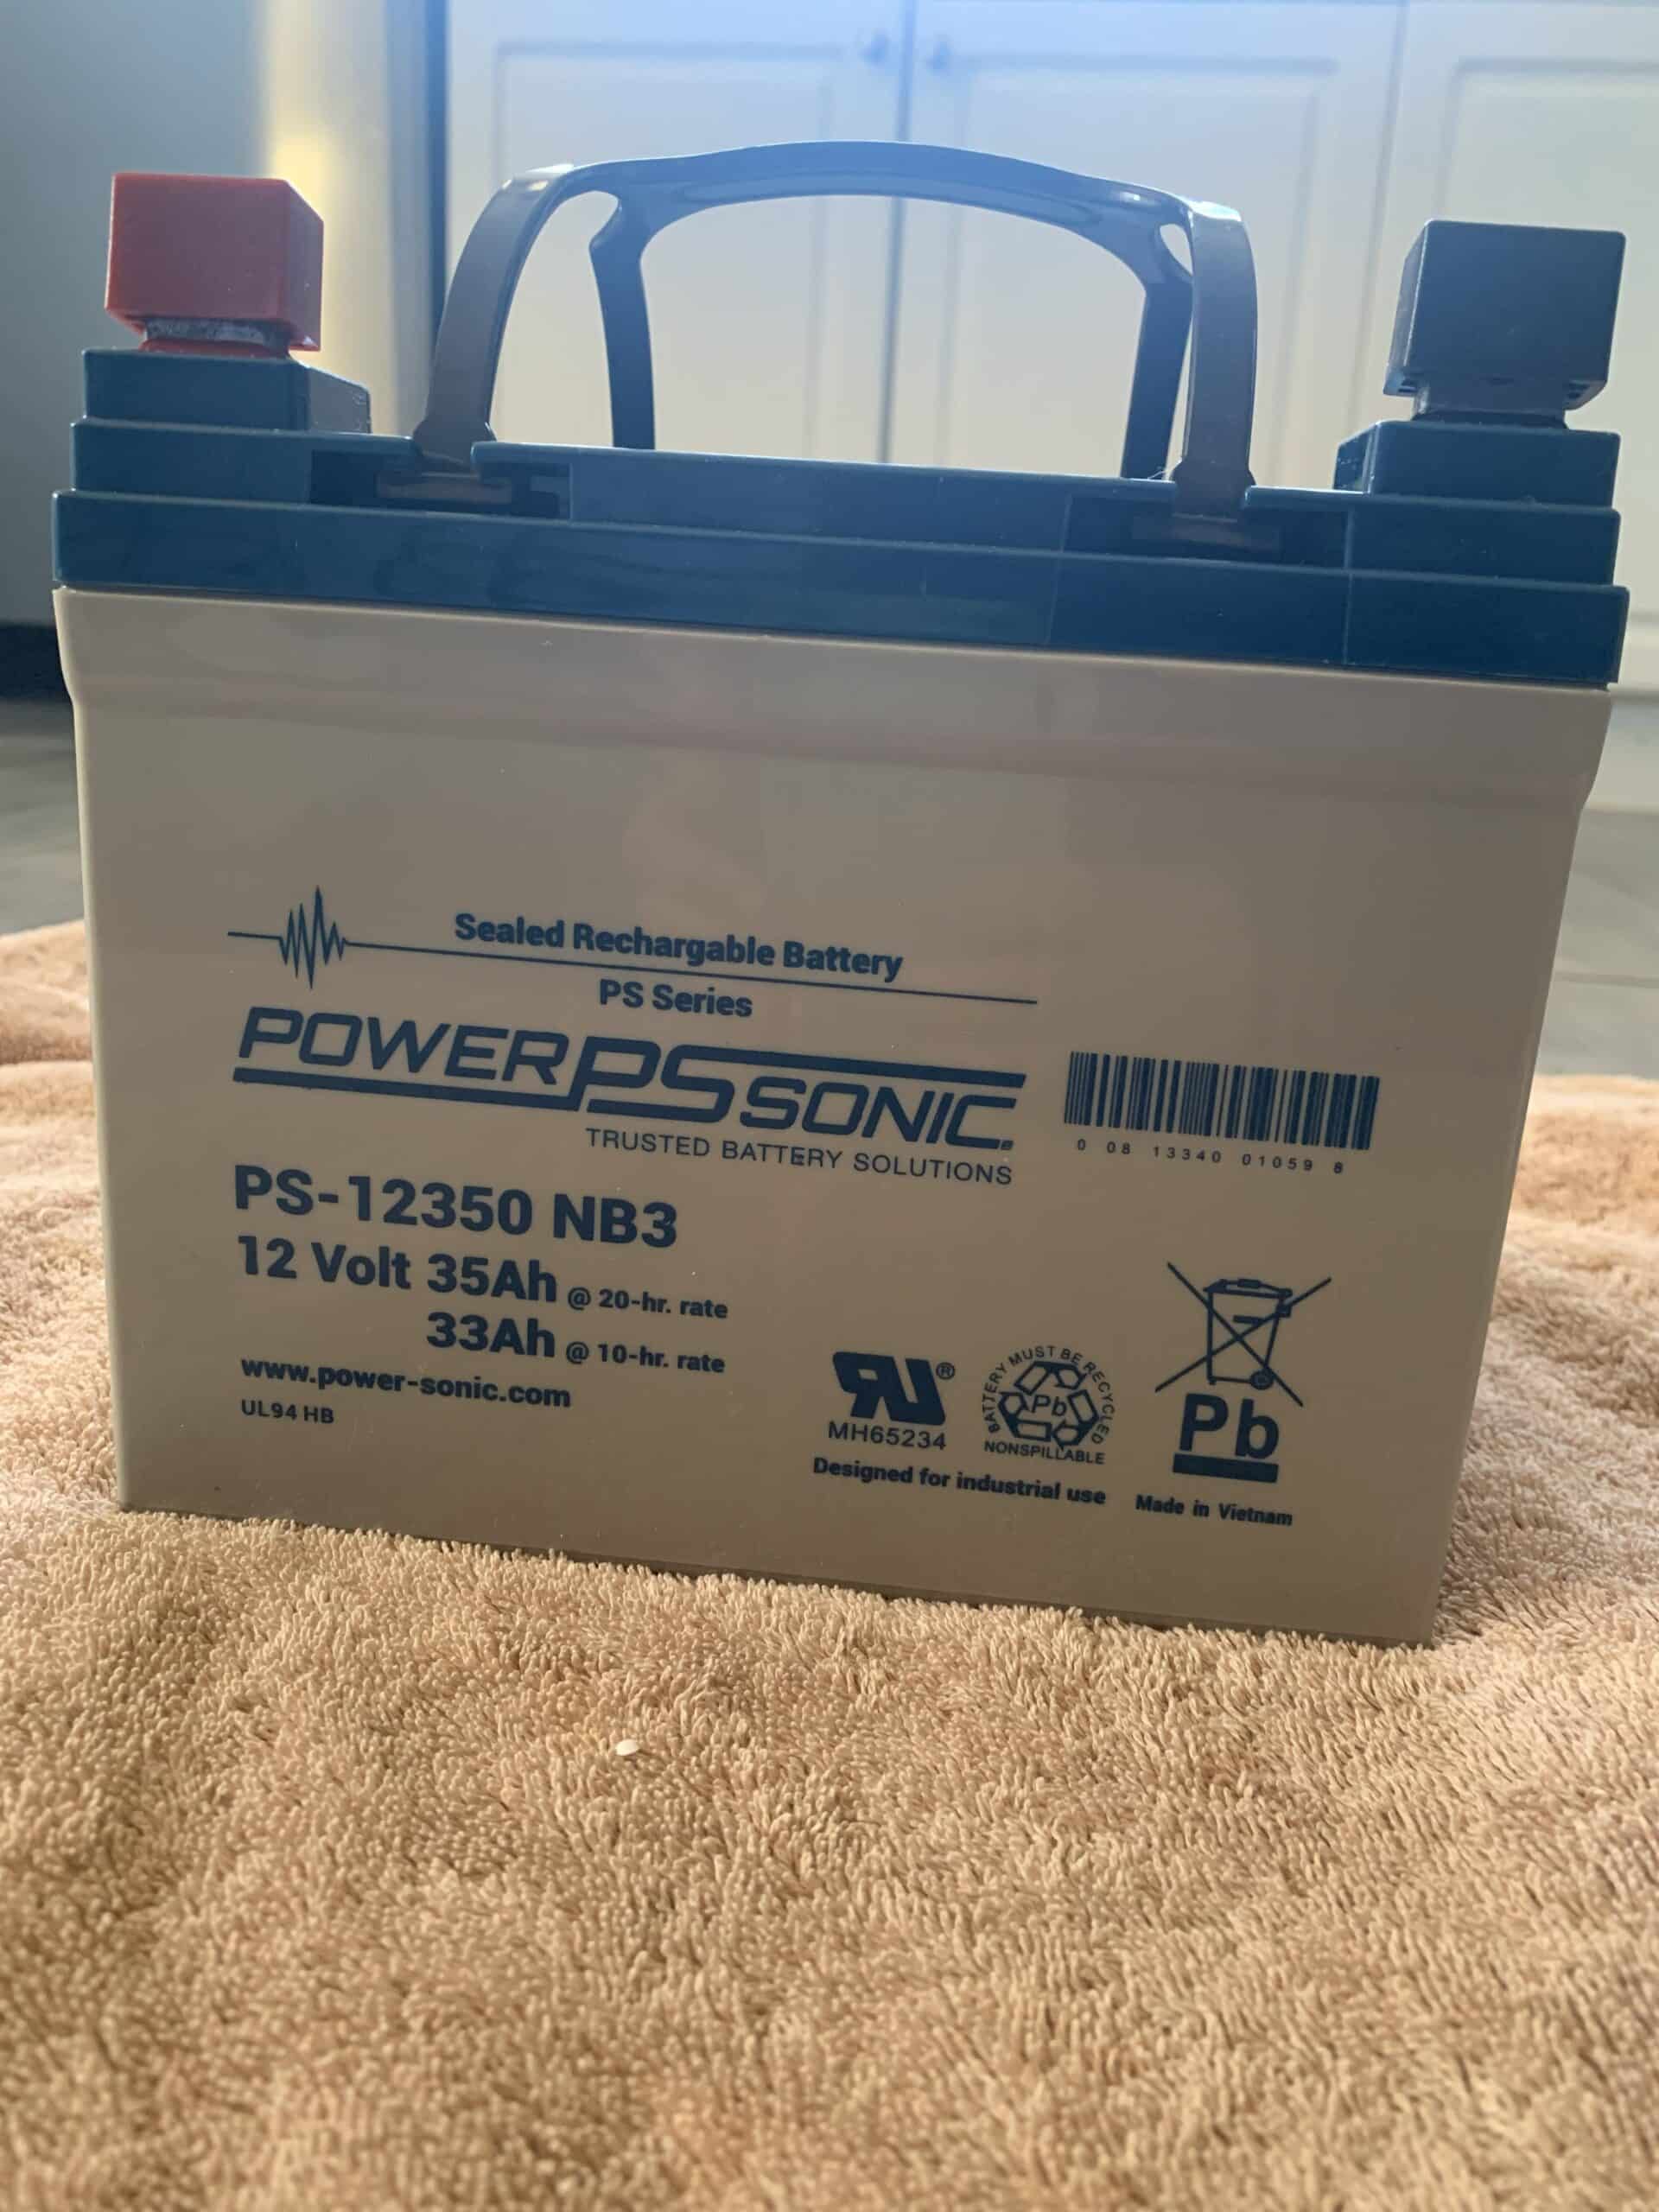 Sealed Rechargable Battery
PS Series
POWER PS SONIC
TRUSTED BATTERY SOLUTIONS
0 08 13340 01059 8
PS-12350 NB3
12 Volt 35Ah @ 20-hr. rate
33Ah @ 10-hr. rate
www.power-sonic.com
UL94 HB
RU®
MH65234
BATTERY MUST BE RECYCLED
Pb
NONSPILLABLE
Designed for industrial use
Pb
Made in Vietnam